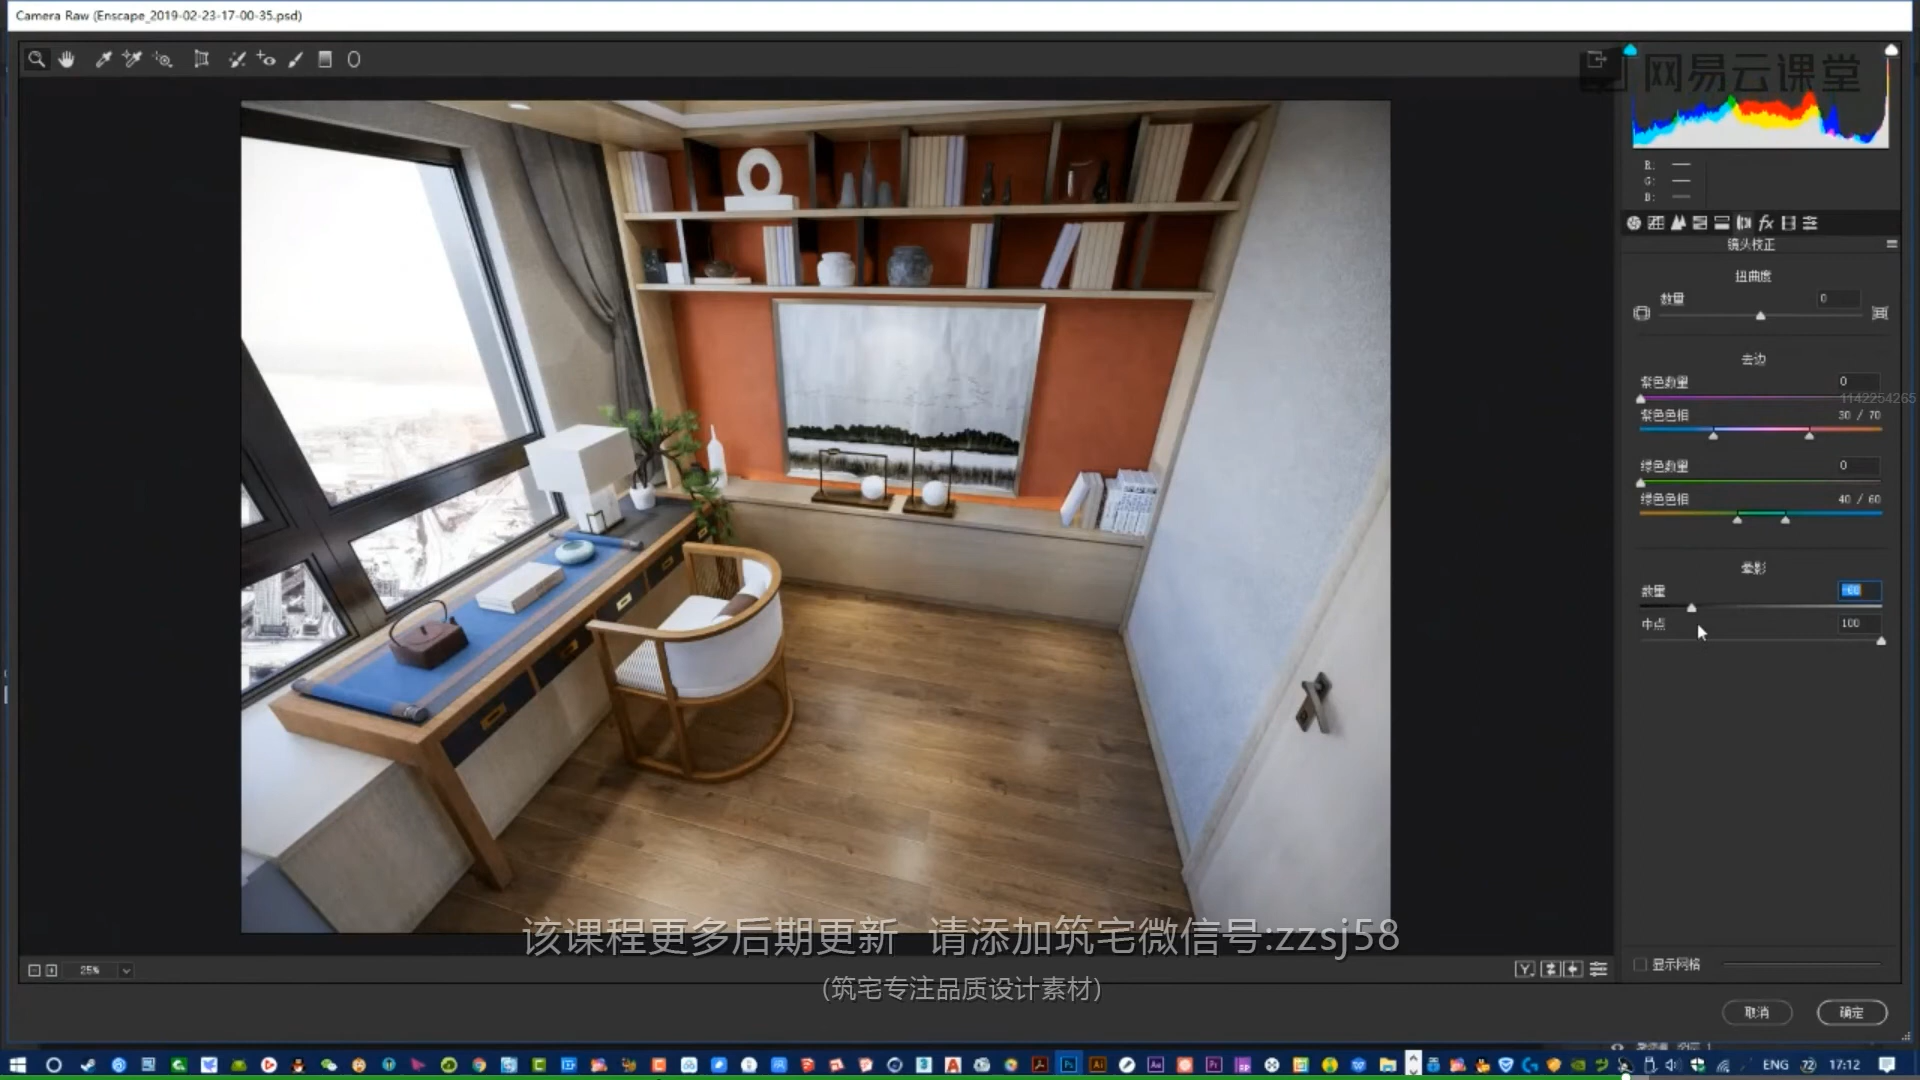 Camera Raw (Enscape_2019-02-23-17-00-35.psd)
网易云课堂
R:
G:
B:
镜头校正
扭曲度
数量
0
去边
紫色数量
0
1142254265
紫色色相
30 / 70
绿色数量
0
绿色色相
40 / 60
晕影
数量
中点
100
该课程更多后期更新 请添加筑宅微信号:zzsj58
(筑宅专注品质设计素材)
25%
显示网格
取消
确定
ENG
72
17:12